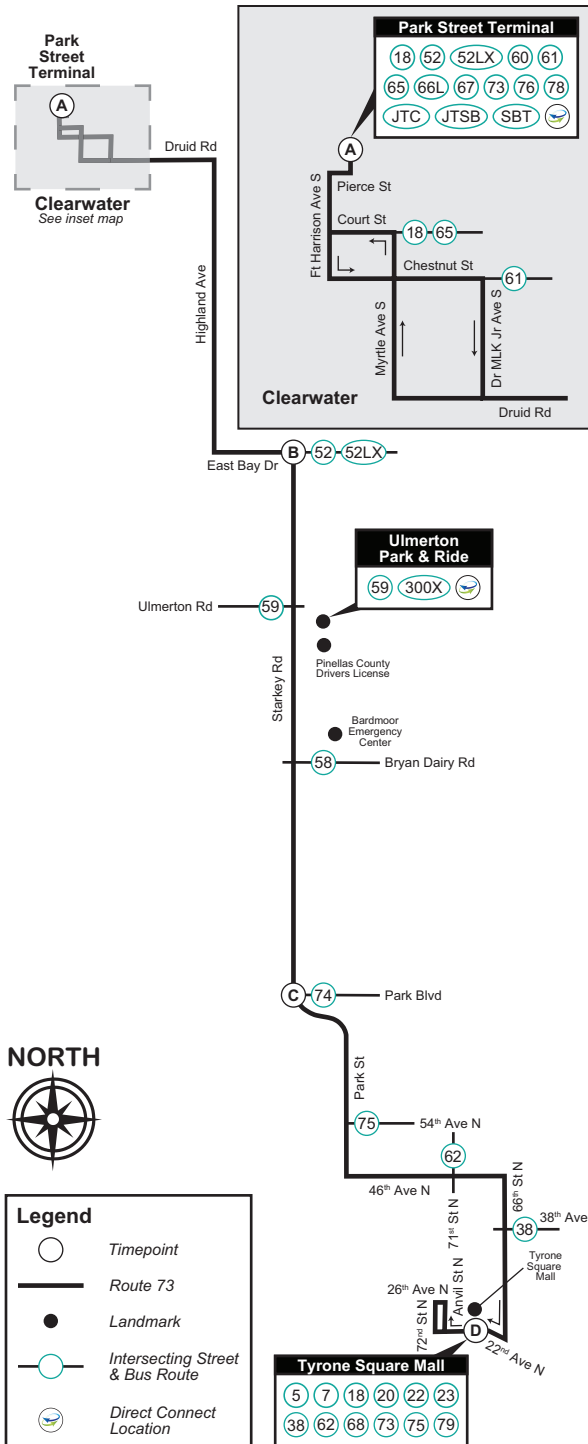 Park
Street
Terminal
A
Druid Rd
Clearwater
See inset map
Highland Ave
Park Street Terminal
18 52 52LX 60 61
65 66L 67 73 76 78
JTC JTSB SBT
A
Pierce St
Ft Harrison Ave S
Court St
18 65
Chestnut St
61
Myrtle Ave S
Dr MLK Jr Ave S
Clearwater
Druid Rd
East Bay Dr
B 52 52LX
Ulmerton
Park & Ride
59 300X
Ulmerton Rd
59
Pinellas County
Drivers License
Starkey Rd
Bardmoor
Emergency
Center
58
Bryan Dairy Rd
C 74 Park Blvd
Park St
75 54th Ave N
62
46th Ave N
71st St N
66th St N
38th Ave
38
Tyrone
Square
Mall
26th Ave N
Anvil St N
72nd St N
D
22nd Ave N
Tyrone Square Mall
5 7 18 20 22 23
38 62 68 73 75 79
NORTH
Legend
Timepoint
Route 73
Landmark
Intersecting Street
& Bus Route
Direct Connect
Location